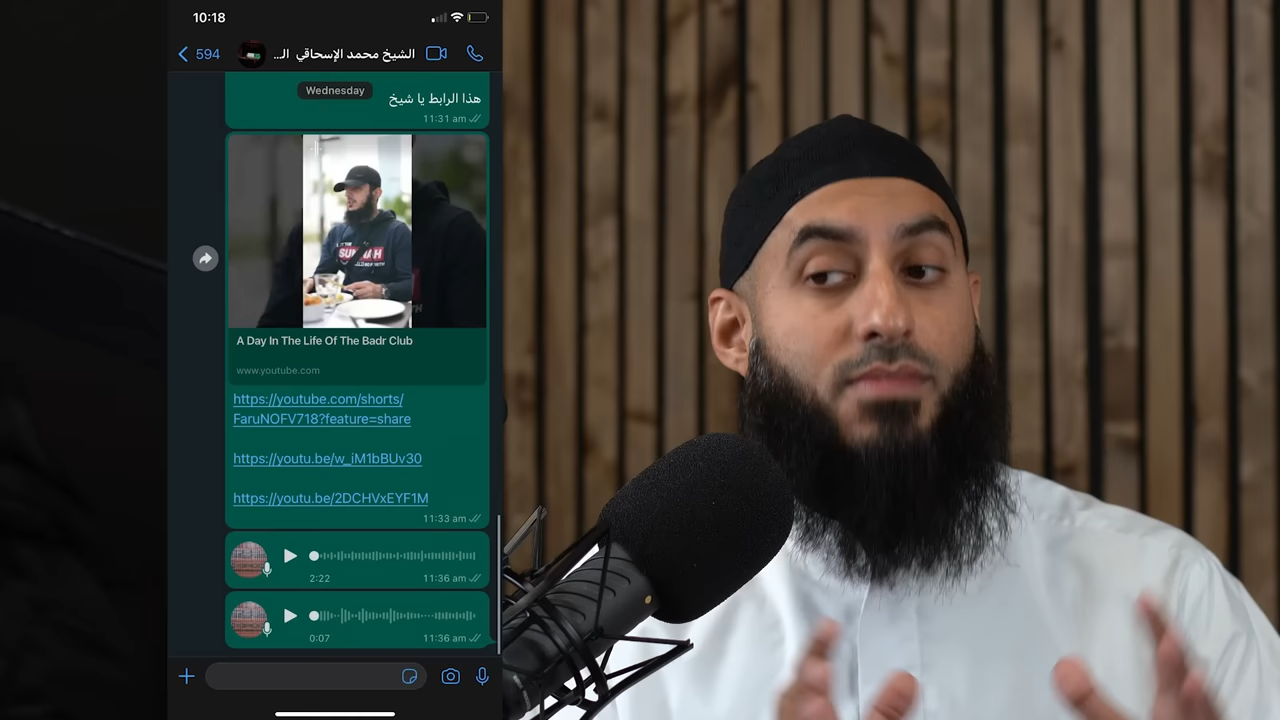 10:18
594
الشيخ محمد الإسحاقي الـ...
Wednesday
هذا الرابط يا شيخ
11:31 am
SUNNAH
A Day In The Life Of The Badr Club
www.youtube.com
https://youtube.com/shorts/
FaruNOFV718?feature=share
https://youtu.be/w_iM1bBUv30
https://youtu.be/2DCHVxEYF1M
11:33 am
2:22
11:36 am
0:07
11:36 am